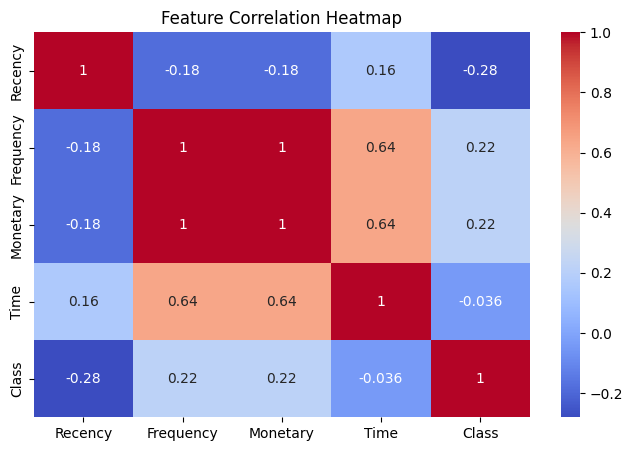 Feature Correlation Heatmap
Recency 1 -0.18 -0.18 0.16 -0.28
Frequency -0.18 1 1 0.64 0.22
Monetary -0.18 1 1 0.64 0.22
Time 0.16 0.64 0.64 1 -0.036
Class -0.28 0.22 0.22 -0.036 1
Recency Frequency Monetary Time Class
1.0
0.8
0.6
0.4
0.2
0.0
−0.2